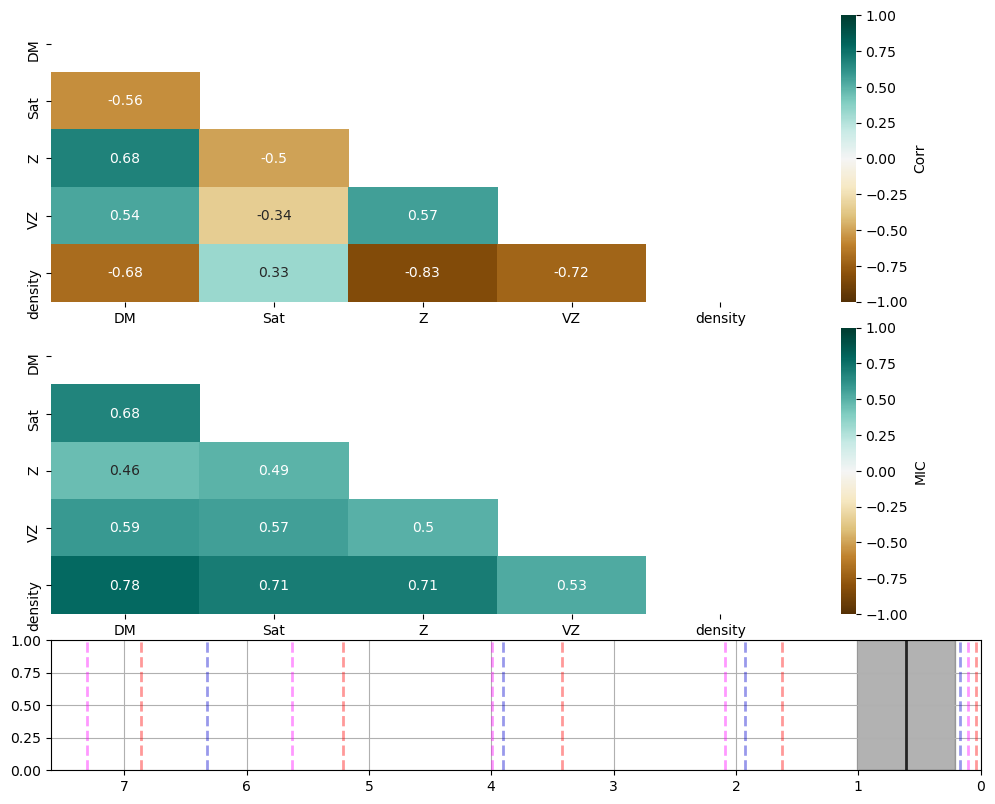 1.00
0.75
0.50
0.25
0.00
−0.25
−0.50
−0.75
−1.00
Corr
DM
Sat
Z
VZ
density
-0.56
0.68 -0.5
0.54 -0.34 0.57
-0.68 0.33 -0.83 -0.72
DM Sat Z VZ density
1.00
0.75
0.50
0.25
0.00
−0.25
−0.50
−0.75
−1.00
MIC
DM
Sat
Z
VZ
density
0.68
0.46 0.49
0.59 0.57 0.5
0.78 0.71 0.71 0.53
DM Sat Z VZ density
1.00
0.75
0.50
0.25
0.00
7 6 5 4 3 2 1 0